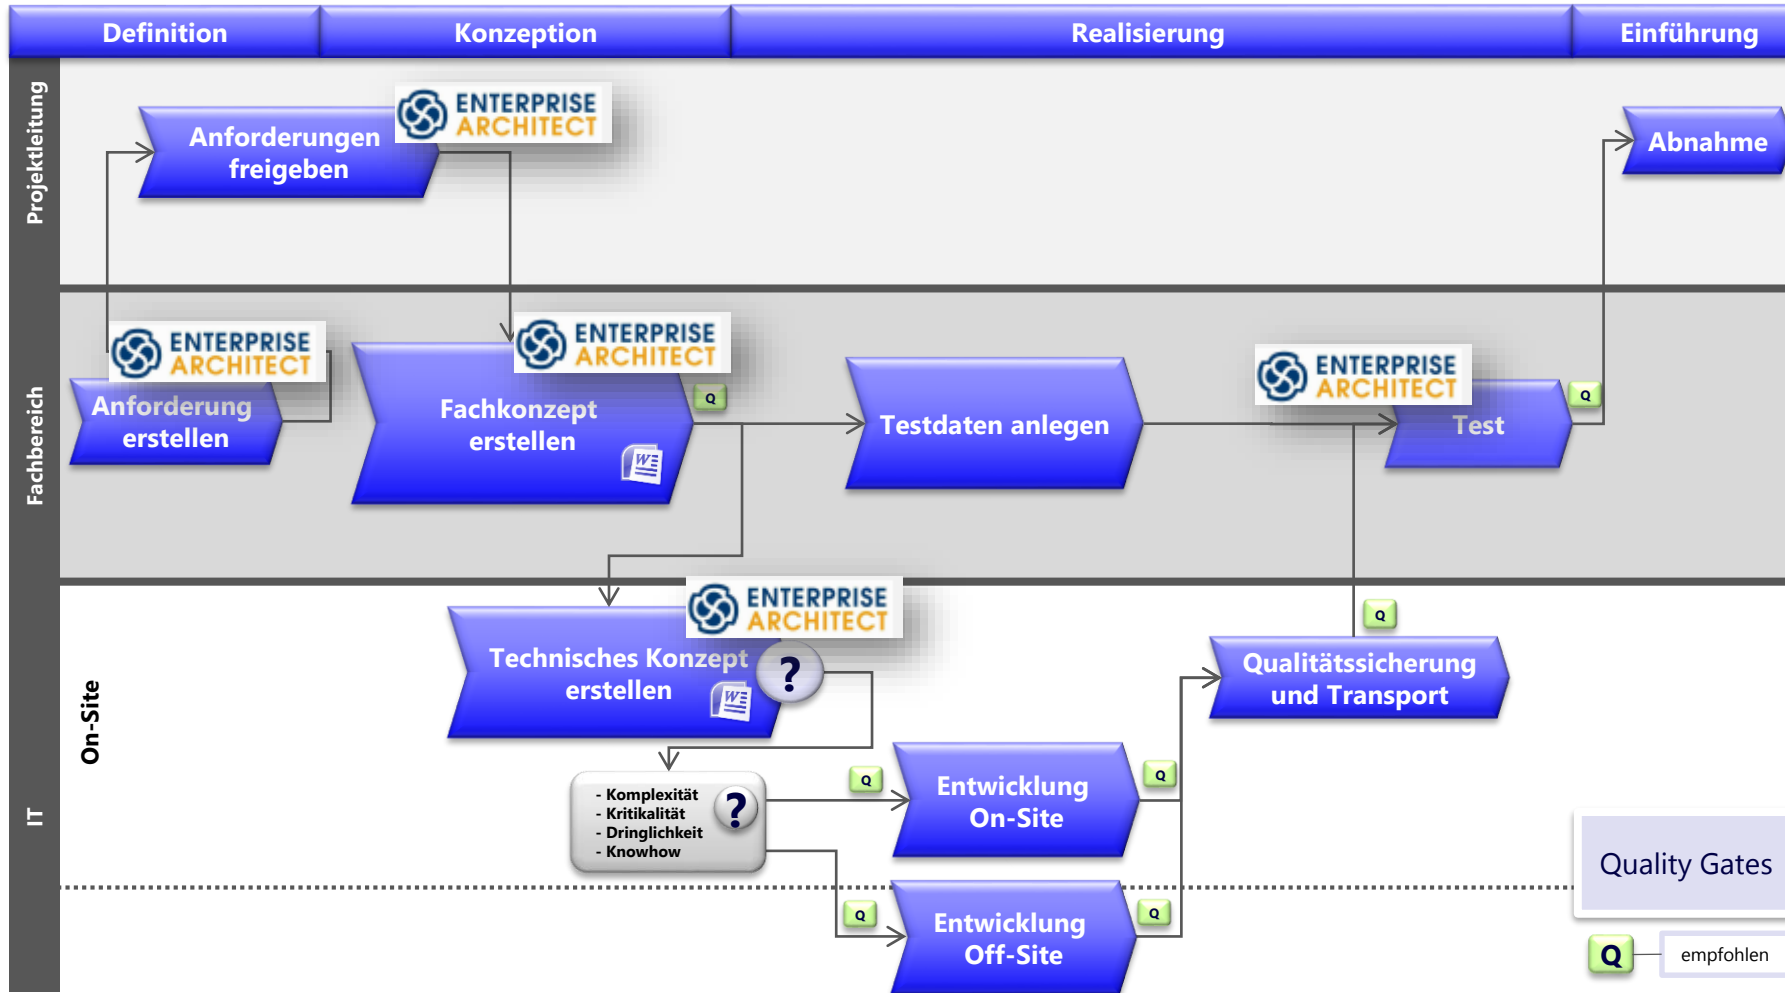 Definition
Konzeption
Realisierung
Einführung
Projektleitung
Anforderungen
freigeben
ENTERPRISE
ARCHITECT
Abnahme
Fachbereich
ENTERPRISE
ARCHITECT
Anforderung
erstellen
ENTERPRISE
ARCHITECT
Fachkonzept
erstellen
W
Q
Testdaten anlegen
ENTERPRISE
ARCHITECT
Test
Q
IT
On-Site
ENTERPRISE
ARCHITECT
Technisches Konzept
erstellen
W
?
Q
Qualitätssicherung
und Transport
- Komplexität
- Kritikalität
- Dringlichkeit
- Knowhow
?
Q
Entwicklung
On-Site
Q
Q
Entwicklung
Off-Site
Q
Quality Gates
Q
empfohlen